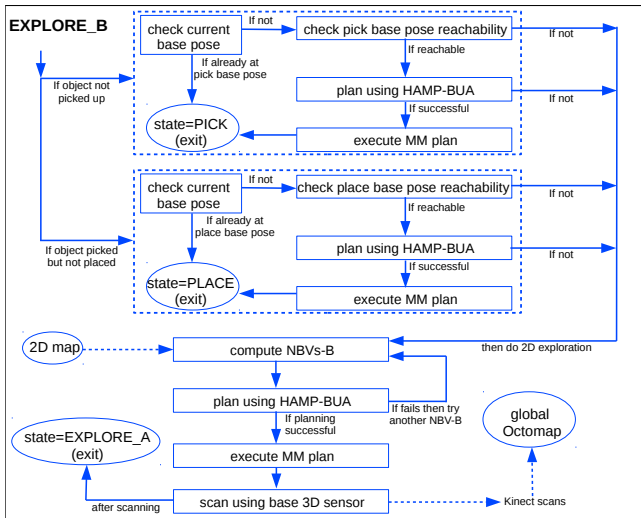 EXPLORE_B
If object not
picked up
check current
base pose
If not
check pick base pose reachability
If not
If already at
pick base pose
If reachable
plan using HAMP-BUA
If not
If successful
state=PICK
(exit)
execute MM plan
check current
base pose
If not
check place base pose reachability
If not
If already at
place base pose
If reachable
If object picked
but not placed
plan using HAMP-BUA
If not
If successful
state=PLACE
(exit)
execute MM plan
2D map
compute NBVs-B
then do 2D exploration
plan using HAMP-BUA
If fails then try
another NBV-B
If planning
successful
global
Octomap
state=EXPLORE_A
(exit)
execute MM plan
after scanning
scan using base 3D sensor
Kinect scans